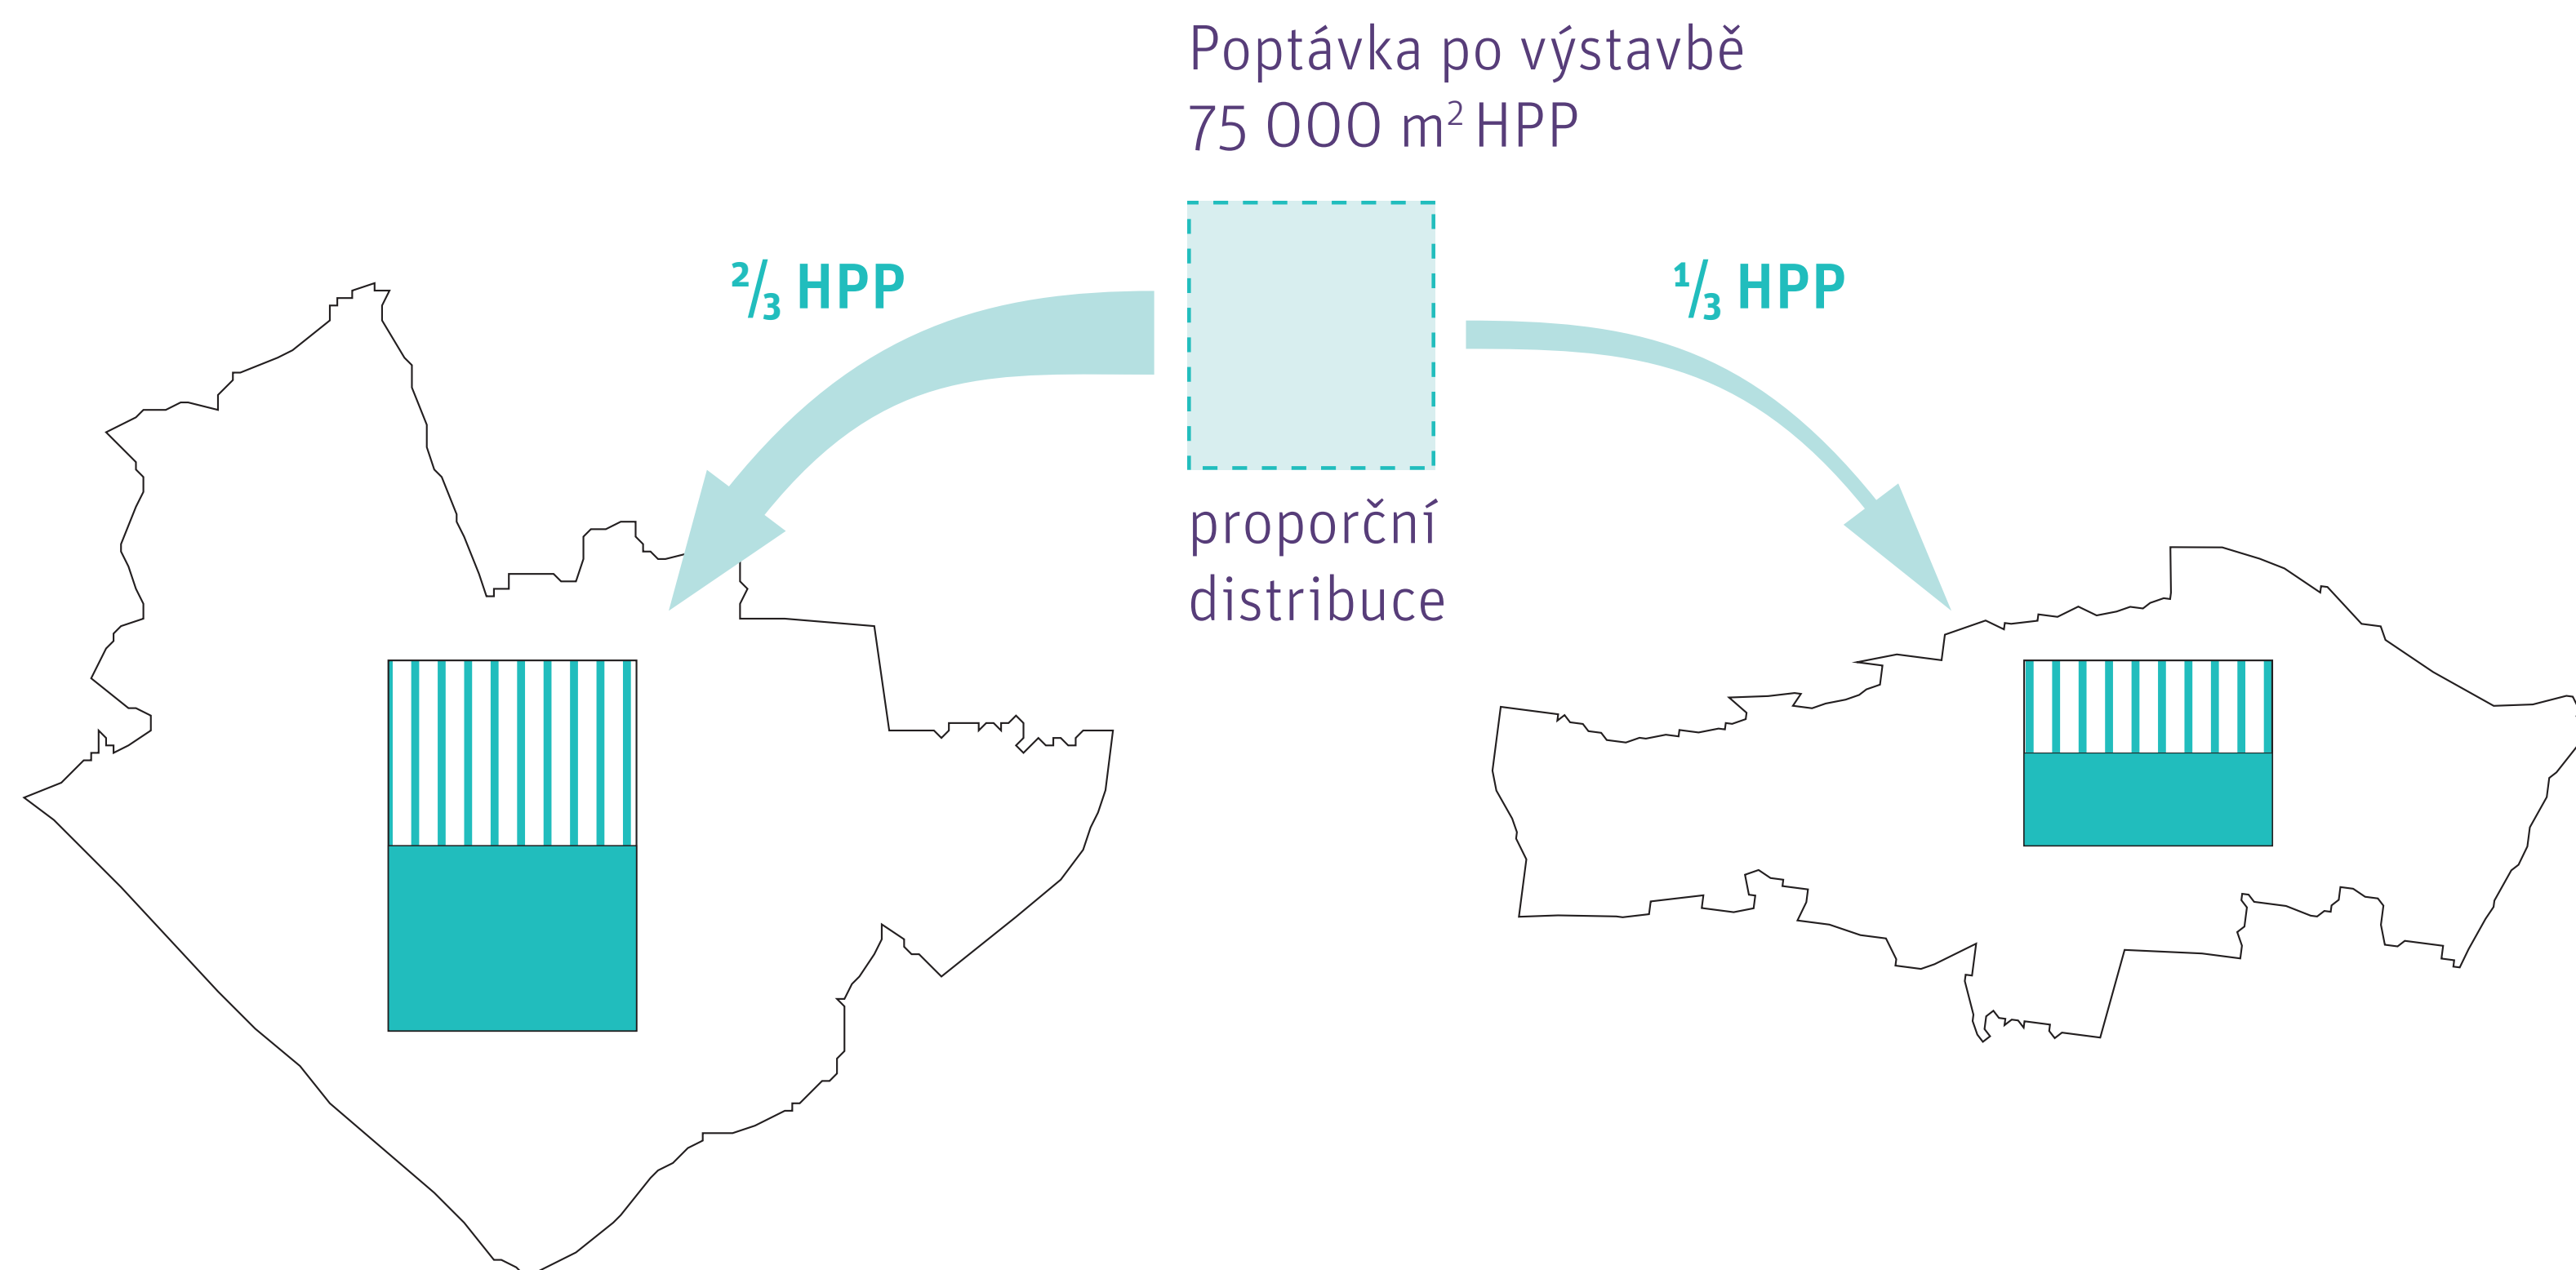 Poptávka po výstavbě
75 000 m² HPP
⅔ HPP
⅓ HPP
proporční
distribuce